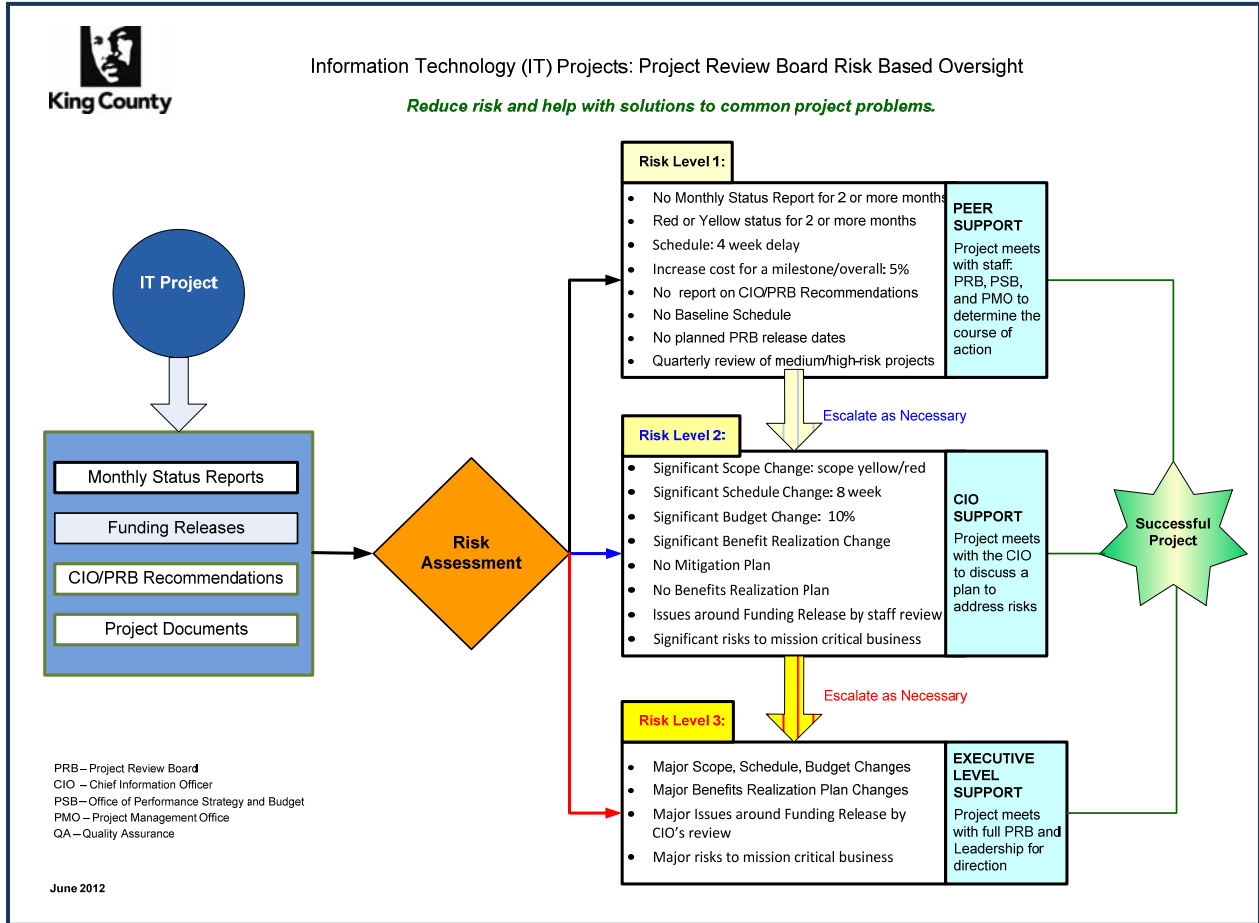 King County
Information Technology (IT) Projects: Project Review Board Risk Based Oversight
Reduce risk and help with solutions to common project problems.
IT Project
Monthly Status Reports
Funding Releases
CIO/PRB Recommendations
Project Documents
Risk
Assessment
Risk Level 1:
• No Monthly Status Report for 2 or more months
• Red or Yellow status for 2 or more months
• Schedule: 4 week delay
• Increase cost for a milestone/overall: 5%
• No report on CIO/PRB Recommendations
• No Baseline Schedule
• No planned PRB release dates
• Quarterly review of medium/high-risk projects
PEER
SUPPORT
Project meets
with staff:
PRB, PSB,
and PMO to
determine the
course of
action
Escalate as Necessary
Risk Level 2:
• Significant Scope Change: scope yellow/red
• Significant Schedule Change: 8 week
• Significant Budget Change: 10%
• Significant Benefit Realization Change
• No Mitigation Plan
• No Benefits Realization Plan
• Issues around Funding Release by staff review
• Significant risks to mission critical business
CIO
SUPPORT
Project meets
with the CIO
to discuss a
plan to
address risks
Escalate as Necessary
Risk Level 3:
• Major Scope, Schedule, Budget Changes
• Major Benefits Realization Plan Changes
• Major Issues around Funding Release by
CIO's review
• Major risks to mission critical business
EXECUTIVE
LEVEL
SUPPORT
Project meets
with full PRB and
Leadership for
direction
Successful
Project
PRB – Project Review Board
CIO – Chief Information Officer
PSB – Office of Performance Strategy and Budget
PMO – Project Management Office
QA – Quality Assurance
June 2012